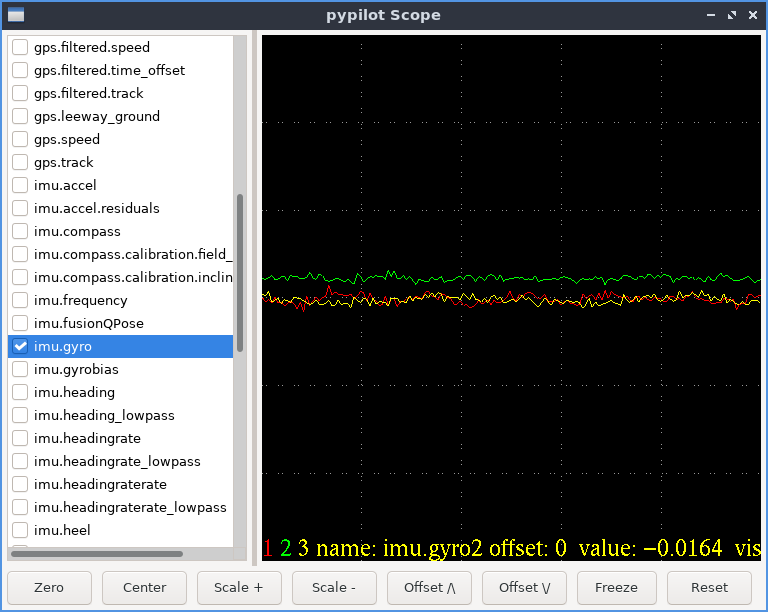 pypilot Scope
gps.filtered.speed
gps.filtered.time_offset
gps.filtered.track
gps.leeway_ground
gps.speed
gps.track
imu.accel
imu.accel.residuals
imu.compass
imu.compass.calibration.field_
imu.compass.calibration.inclin
imu.frequency
imu.fusionQPose
imu.gyro
imu.gyrobias
imu.heading
imu.heading_lowpass
imu.headingrate
imu.headingrate_lowpass
imu.headingraterate
imu.headingraterate_lowpass
imu.heel
1 2 3 name: imu.gyro2 offset: 0 value: −0.0164 vis
Zero Center Scale + Scale - Offset /\ Offset \/ Freeze Reset